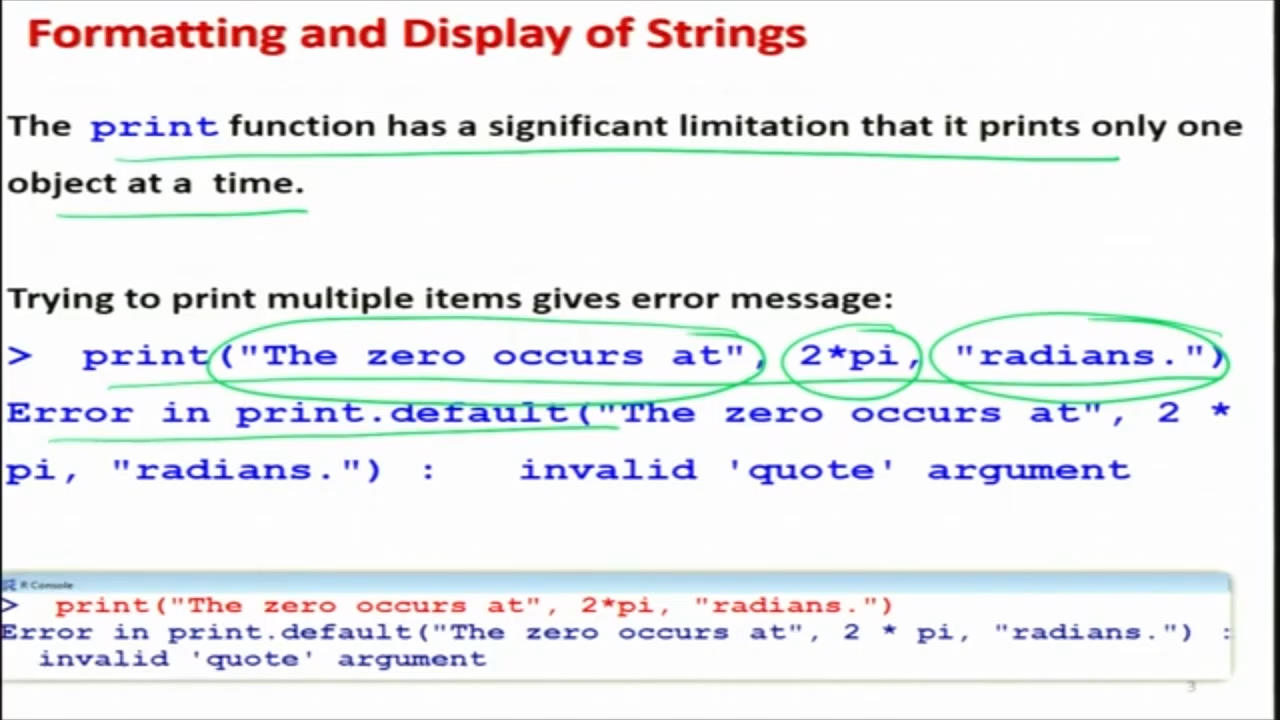 Formatting and Display of Strings
The print function has a significant limitation that it prints only one
object at a time.
Trying to print multiple items gives error message:
> print("The zero occurs at", 2*pi, "radians.")
Error in print.default("The zero occurs at", 2 *
pi, "radians.") : invalid 'quote' argument
R Console
> print("The zero occurs at", 2*pi, "radians.")
Error in print.default("The zero occurs at", 2 * pi, "radians.") :
invalid 'quote' argument
3